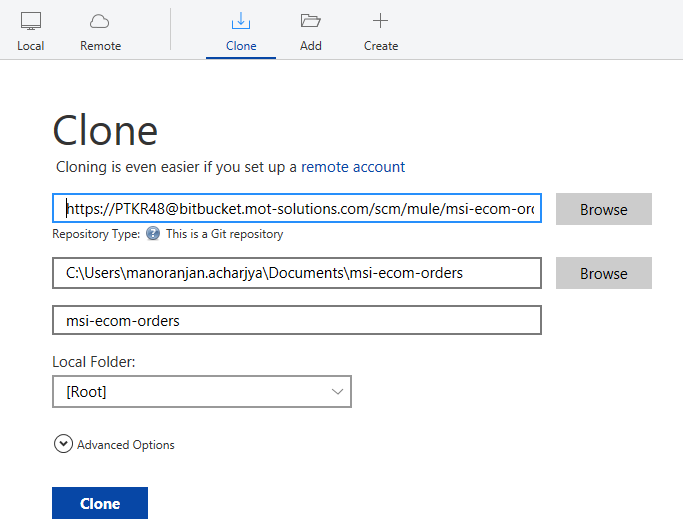 Local Remote Clone Add Create
Clone
Cloning is even easier if you set up a remote account
https://PTKR48@bitbucket.mot-solutions.com/scm/mule/msi-ecom-ord Browse
Repository Type: This is a Git repository
C:\Users\manoranjan.acharjya\Documents\msi-ecom-orders Browse
msi-ecom-orders
Local Folder:
[Root]
Advanced Options
Clone